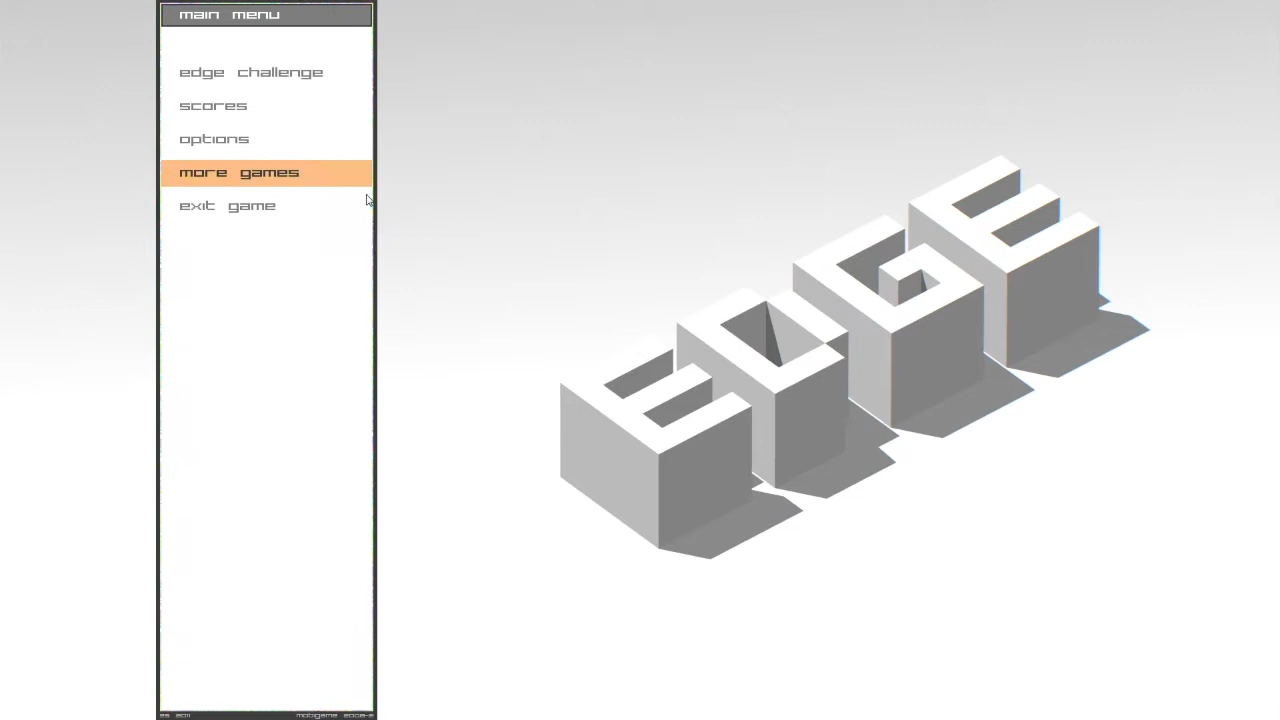 main menu
edge challenge
scores
options
more games
exit game
EDGE